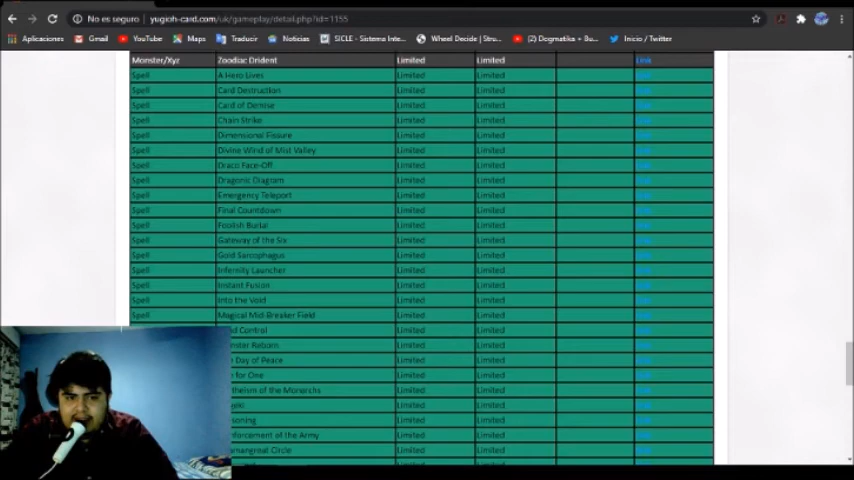 No es seguro | yugioh-card.com/uk/gameplay/detail.php?id=1155
Aplicaciones Gmail YouTube Maps Traducir Noticias SICLE - Sistema Inte... Wheel Decide | Stru... (2) Dogmatika + Bu... Inicio / Twitter
Monster/Xyz Zoodiac Drident Limited Limited Link
Spell A Hero Lives Limited Limited
Spell Card Destruction Limited Limited
Spell Card of Demise Limited Limited
Spell Chain Strike Limited Limited
Spell Dimensional Fissure Limited Limited
Spell Divine Wind of Mist Valley Limited Limited
Spell Draco Face-Off Limited Limited
Spell Dragonic Diagram Limited Limited
Spell Emergency Teleport Limited Limited
Spell Final Countdown Limited Limited
Spell Foolish Burial Limited Limited
Spell Gateway of the Six Limited Limited
Spell Gold Sarcophagus Limited Limited
Spell Infernity Launcher Limited Limited
Spell Instant Fusion Limited Limited
Spell Into the Void Limited Limited
Spell Magical Mid-Breaker Field Limited Limited
d Control Limited Limited
nster Reborn Limited Limited
Day of Peace Limited Limited
for One Limited Limited
theism of the Monarchs Limited Limited
Limited Limited
soning Limited Limited
nforcement of the Army Limited Limited
amangreat Circle Limited Limited